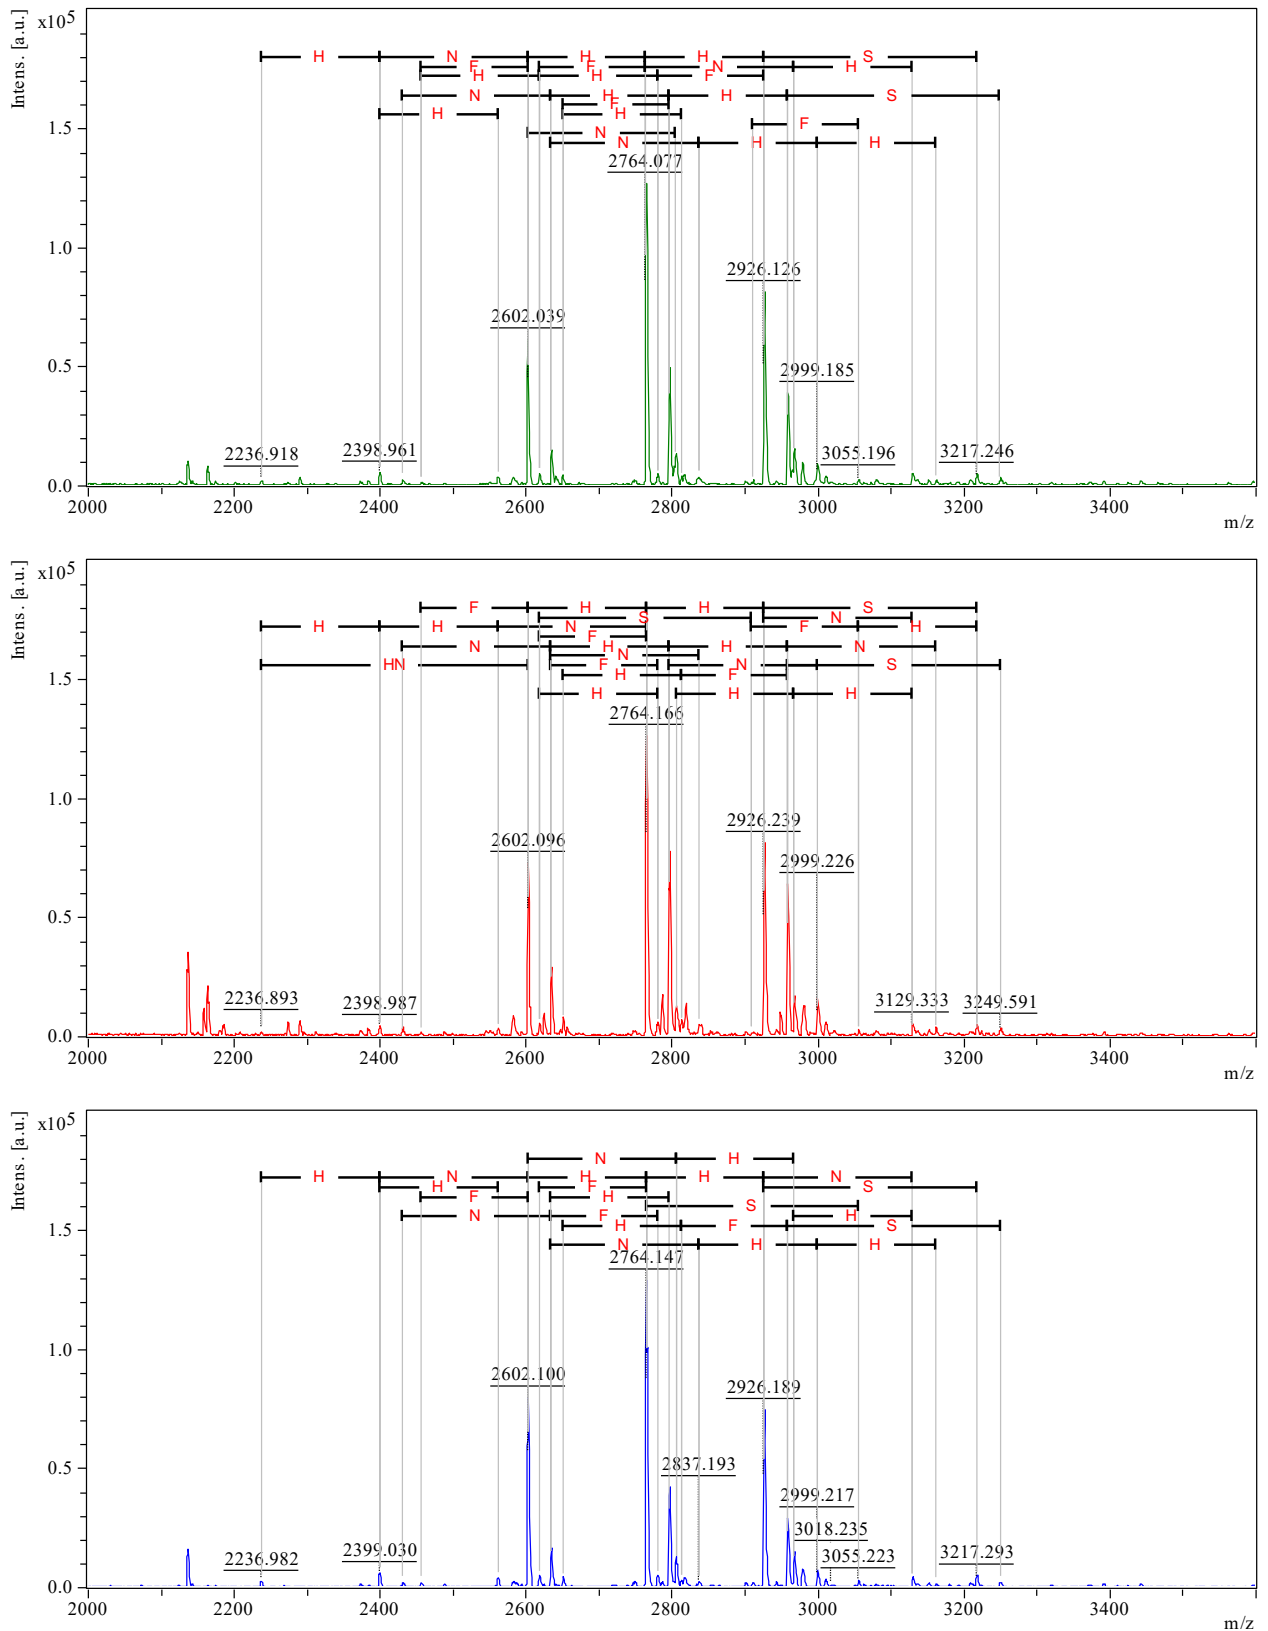 x10^5
Intens. [a.u.]
H N H H S
F F N H
H H F
N H H S
F
H H
F
N
N H H
1.5
2764.077
1.0
2926.126
2602.039
0.5
2999.185
2236.918 2398.961 3055.196 3217.246
0.0
2000 2200 2400 2600 2800 3000 3200 3400
m/z
x10^5
Intens. [a.u.]
F H H S
S N
H H N F H
F
N H H N
N
HN F N S
H F
H H H
1.5
2764.166
1.0
2926.239
2602.096
2999.226
0.5
2236.893 2398.987 3129.333 3249.591
0.0
2000 2200 2400 2600 2800 3000 3200 3400
m/z
x10^5
Intens. [a.u.]
N H
H N H H N
H F S
F H
S
N F H
H F S
N H H
1.5
2764.147
1.0
2602.100 2926.189
0.5
2837.193
2999.217
3018.235
2236.982 2399.030 3055.223 3217.293
0.0
2000 2200 2400 2600 2800 3000 3200 3400
m/z